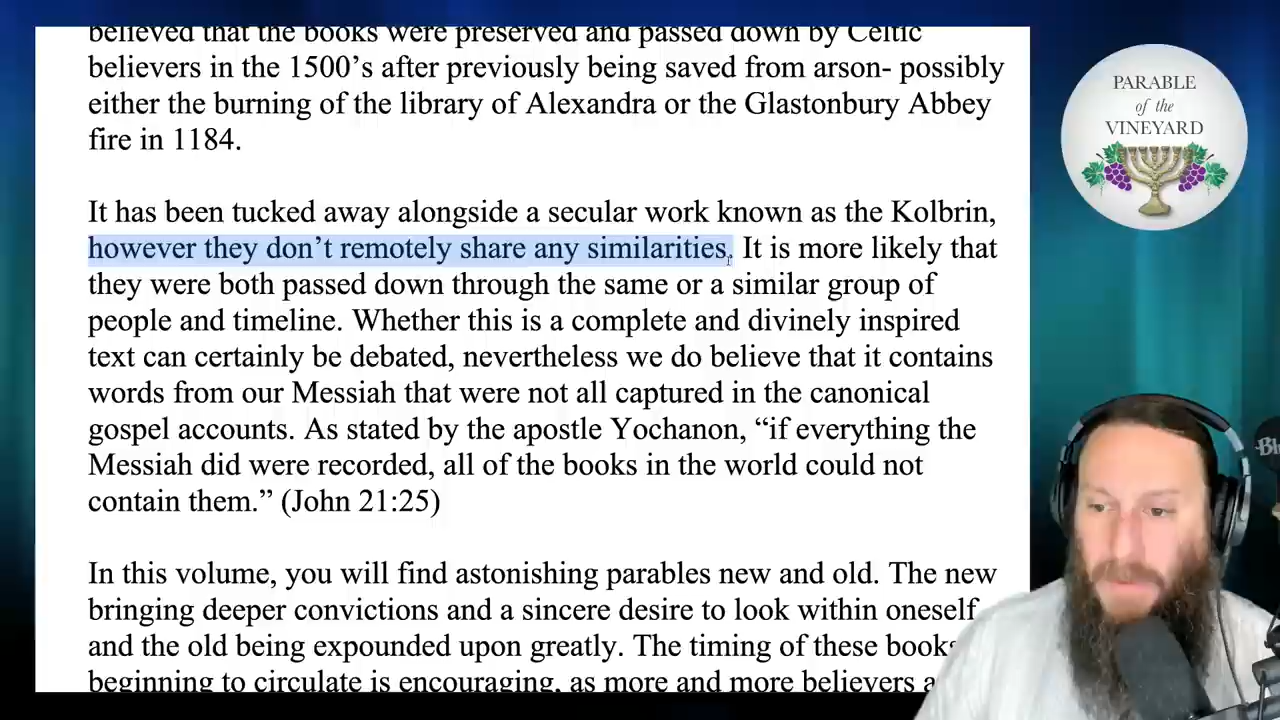 believed that the books were preserved and passed down by Celtic
believers in the 1500’s after previously being saved from arson- possibly
either the burning of the library of Alexandra or the Glastonbury Abbey
fire in 1184.
It has been tucked away alongside a secular work known as the Kolbrin,
however they don’t remotely share any similarities. It is more likely that
they were both passed down through the same or a similar group of
people and timeline. Whether this is a complete and divinely inspired
text can certainly be debated, nevertheless we do believe that it contains
words from our Messiah that were not all captured in the canonical
gospel accounts. As stated by the apostle Yochanon, “if everything the
Messiah did were recorded, all of the books in the world could not
contain them.” (John 21:25)
In this volume, you will find astonishing parables new and old. The new
bringing deeper convictions and a sincere desire to look within oneself
and the old being expounded upon greatly. The timing of these books
beginning to circulate is encouraging, as more and more believers
PARABLE
of the
VINEYARD